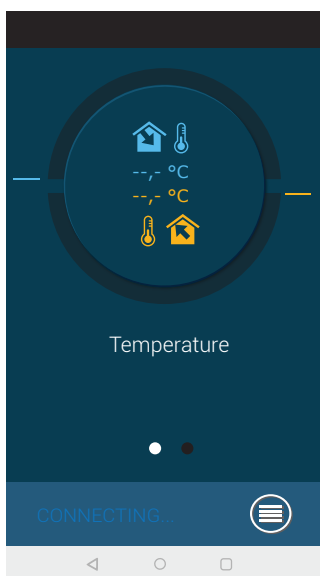 --,- °C
--,- °C
Temperature
CONNECTING...